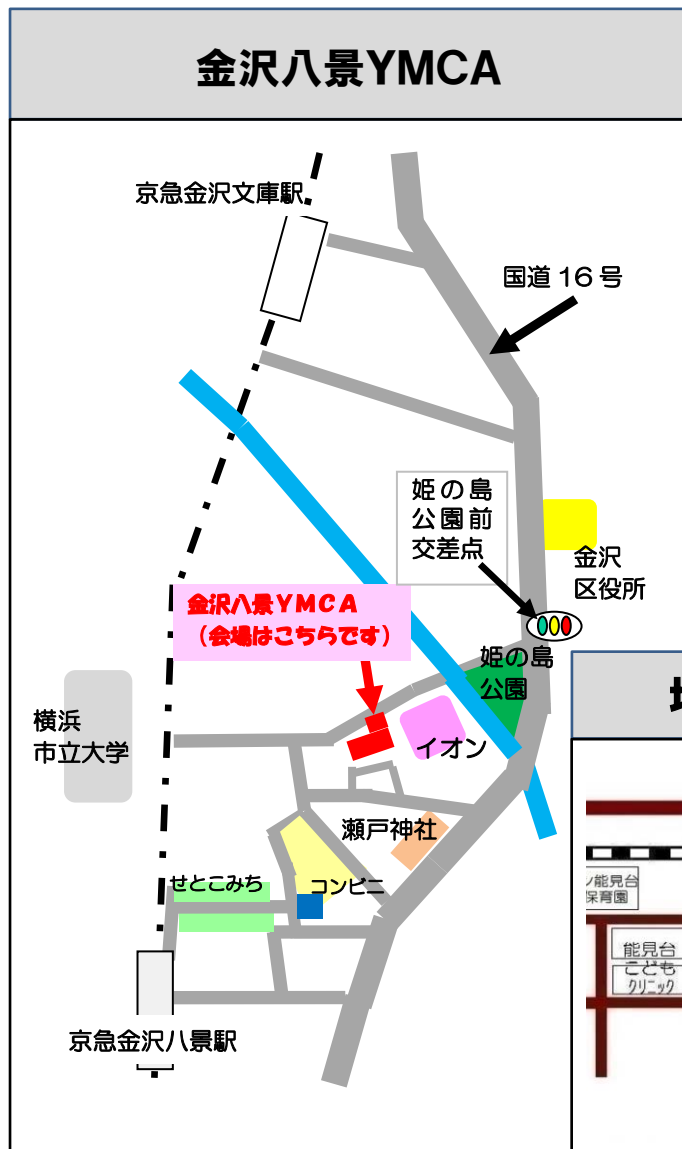 金沢八景YMCA
京急金沢文庫駅
国道16号
姫の島
公園前
交差点
金沢
区役所
金沢八景YMCA
(会場はこちらです)
姫の島
公園
横浜
市立大学
イオン
瀬戸神社
せとこみち
コンビニ
京急金沢八景駅
能見台
保育園
能見台
こども
クリニック